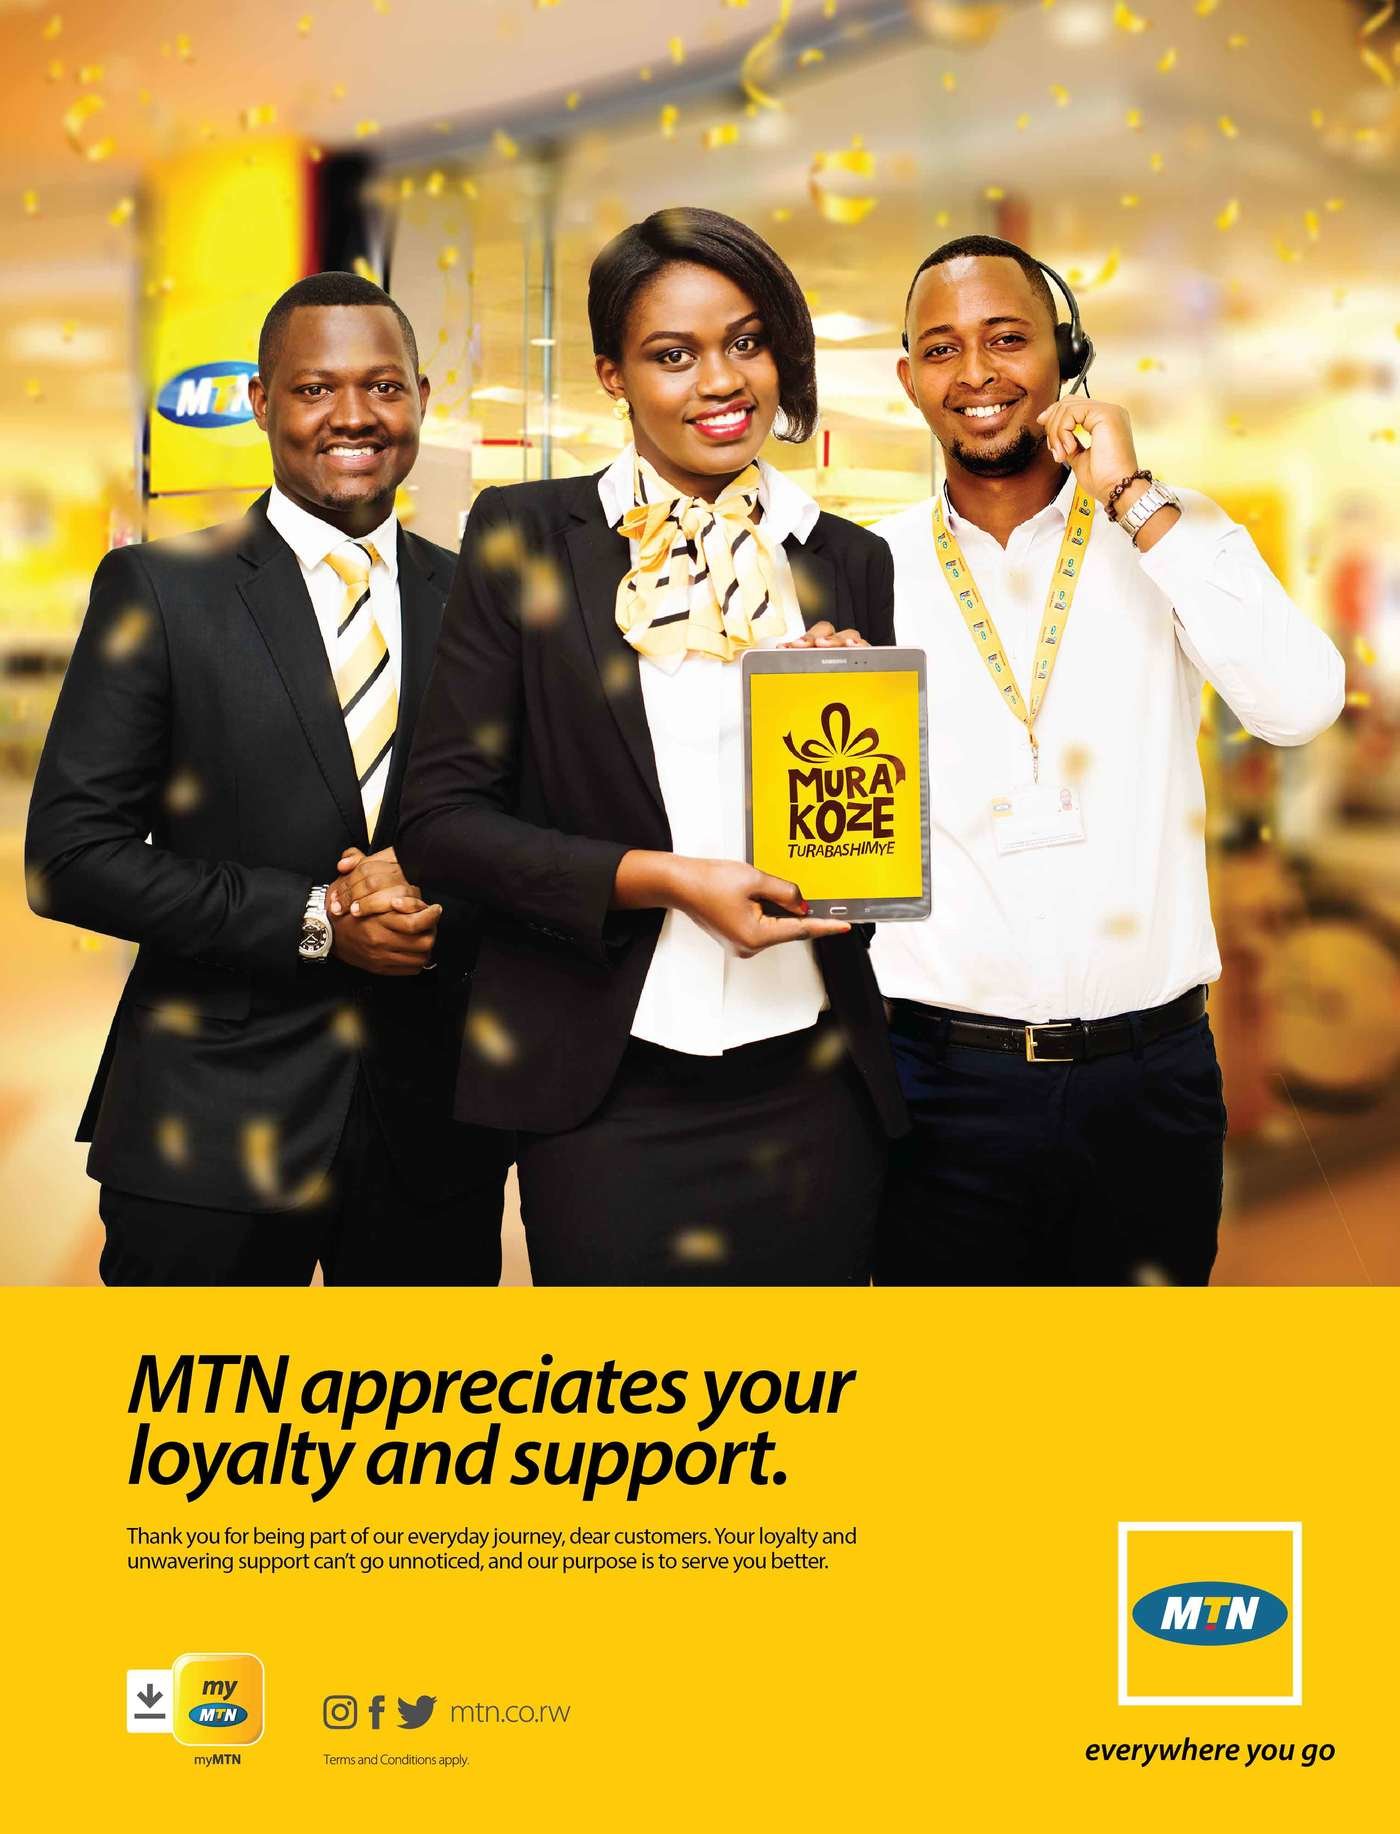 MTN
SAMSUNG
MURA
KOZE
TURABASHIMYE
MTN appreciates your
loyalty and support.
Thank you for being part of our everyday journey, dear customers. Your loyalty and
unwavering support can't go unnoticed, and our purpose is to serve you better.
MTN
my
MTN
mtn.co.rw
myMTN
Terms and Conditions apply.
everywhere you go